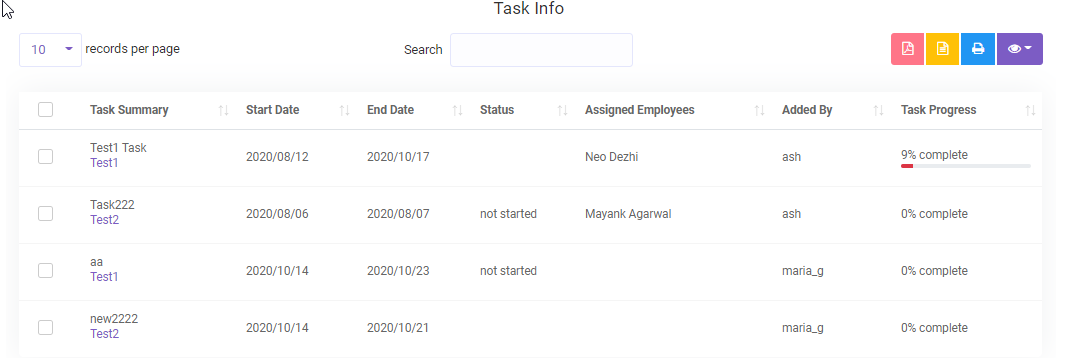 Task Info
10 records per page Search
Task Summary Start Date End Date Status Assigned Employees Added By Task Progress
Test1 Task
Test1 2020/08/12 2020/10/17 Neo Dezhi ash 9% complete
Task222
Test2 2020/08/06 2020/08/07 not started Mayank Agarwal ash 0% complete
aa
Test1 2020/10/14 2020/10/23 not started maria_g 0% complete
new2222
Test2 2020/10/14 2020/10/21 maria_g 0% complete